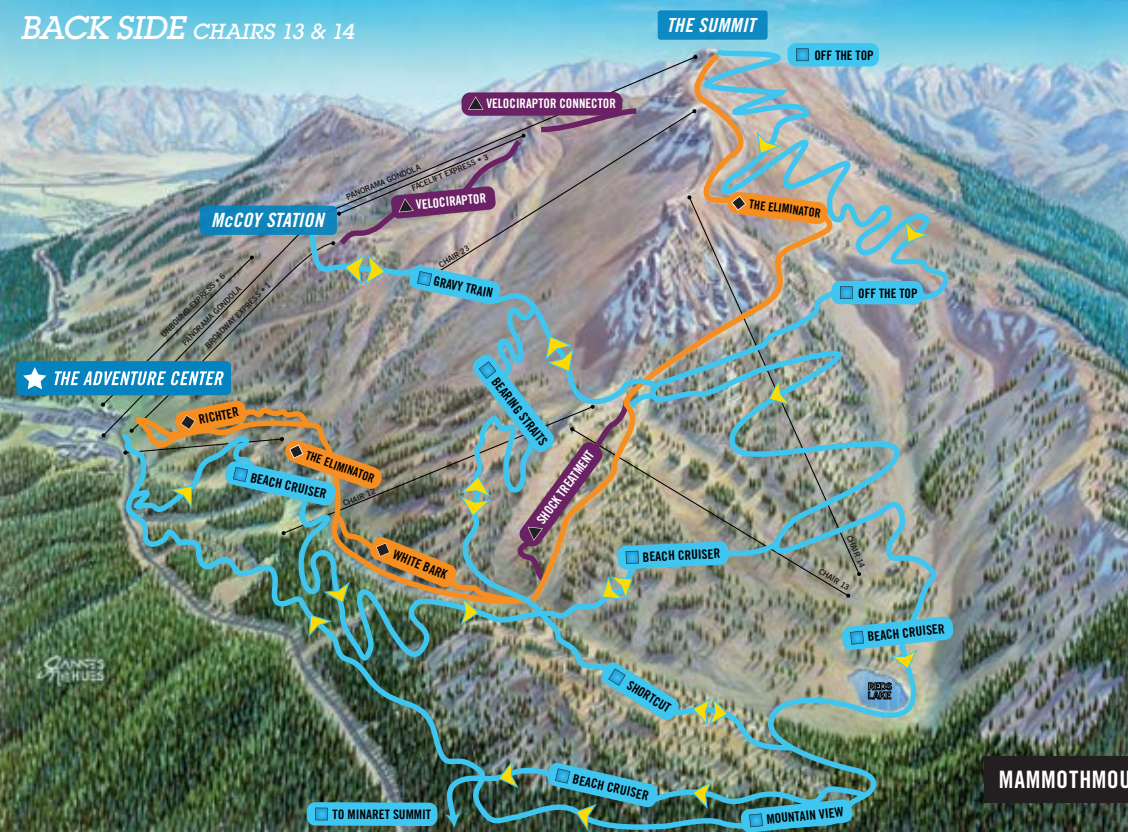 BACK SIDE CHAIRS 13 & 14
THE SUMMIT
OFF THE TOP
VELOCIRAPTOR CONNECTOR
PANORAMA GONDOLA
FACELIFT EXPRESS • 3
VELOCIRAPTOR
THE ELIMINATOR
McCOY STATION
CHAIR 23
GRAVY TRAIN
OFF THE TOP
UNBOUND EXPRESS • 6
PANORAMA GONDOLA
BROADWAY EXPRESS • 1
THE ADVENTURE CENTER
BEARING STRAITS
RICHTER
THE ELIMINATOR
BEACH CRUISER
CHAIR 12
SHOCK TREATMENT
WHITE BARK
BEACH CRUISER
CHAIR 14
CHAIR 13
BEACH CRUISER
REDS
LAKE
SHORTCUT
BEACH CRUISER
MAMMOTHMOU
TO MINARET SUMMIT
MOUNTAIN VIEW